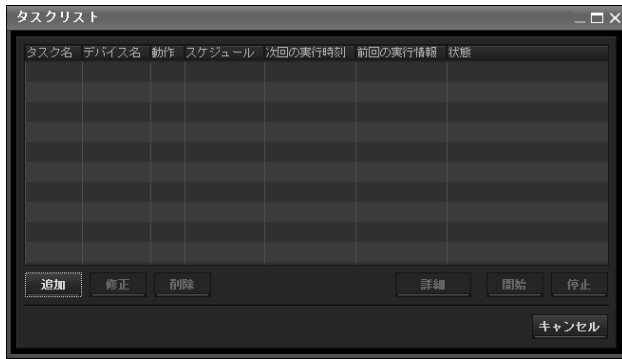 タスクリスト
タスク名 デバイス名 動作 スケジュール 次回の実行時刻 前回の実行情報 状態
追加 修正 削除 詳細 開始 停止
キャンセル